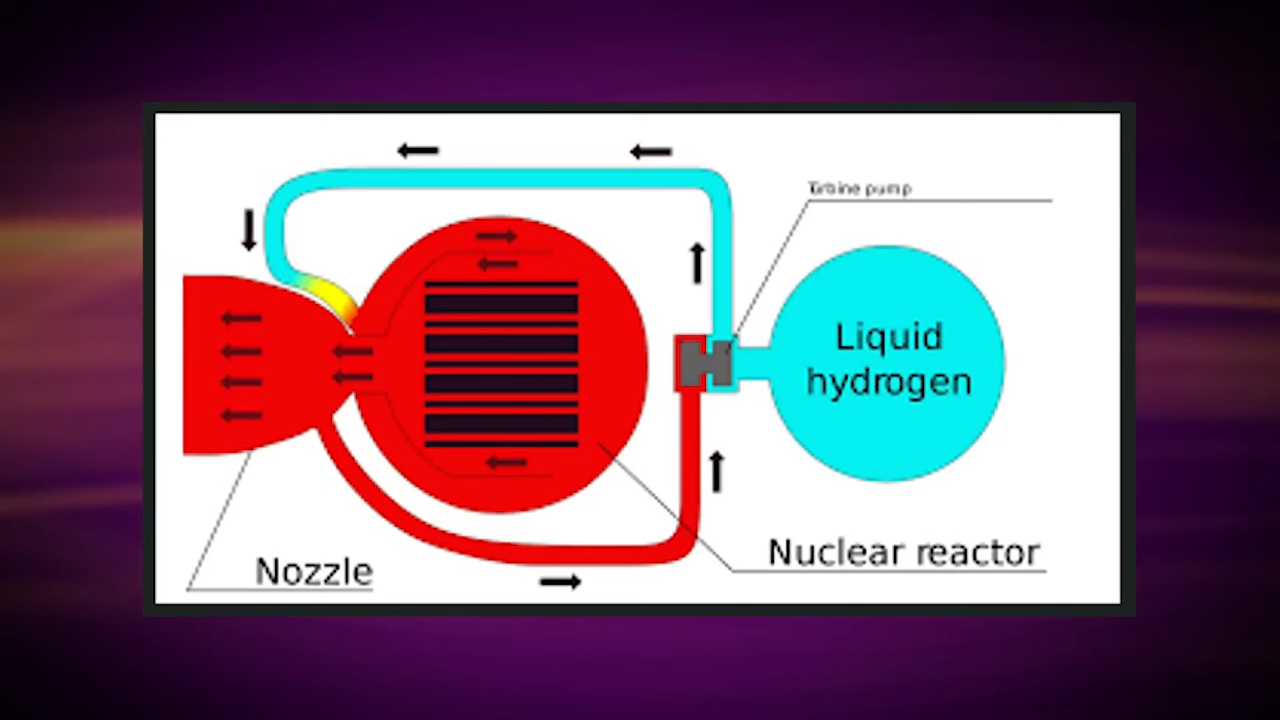 Turbine pump
Liquid
hydrogen
Nuclear reactor
Nozzle